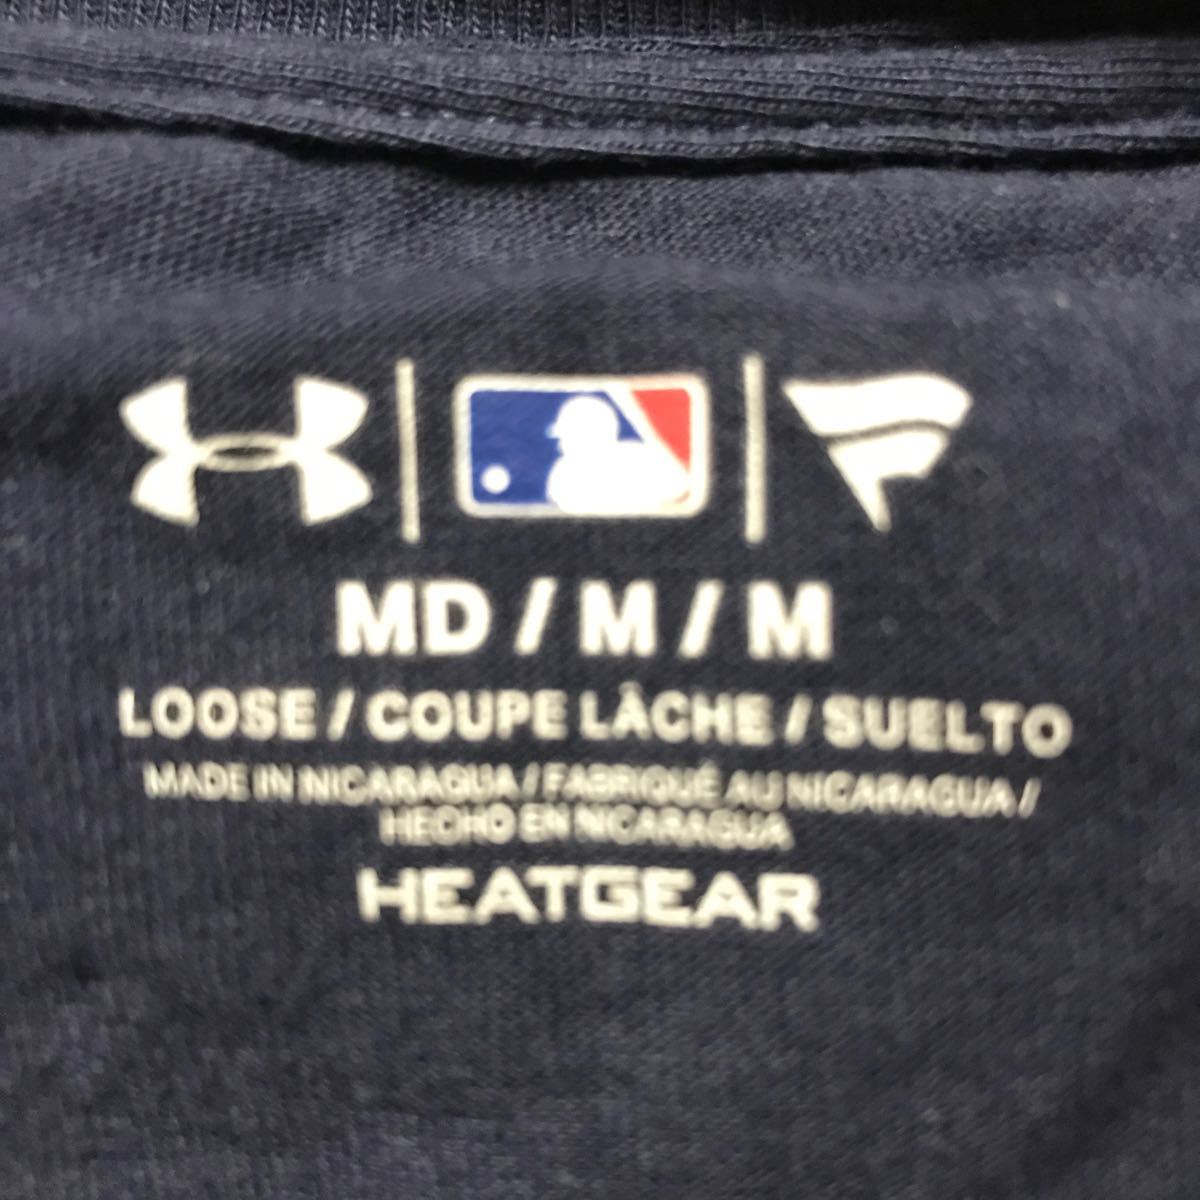 MD / M / M
LOOSE / COUPE LÂCHE / SUELTO
MADE IN NICARAGUA / FABRIQUÉ AU NICARAGUA /
HECHO EN NICARAGUA
HEATGEAR